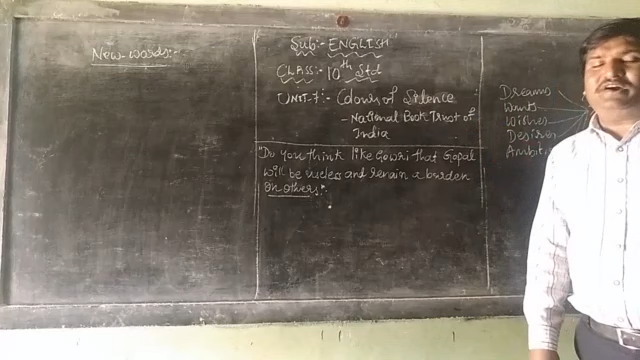 New-words:-
Sub:- ENGLISH
CLASS:- 10th Std
UNIT-7:- Colours of Silence
- National Book Trust of
India
"Do you think like Gowri that Gopal
will be useless and remain a burden
on others".
Dreams
Wants
Wishes
Desires